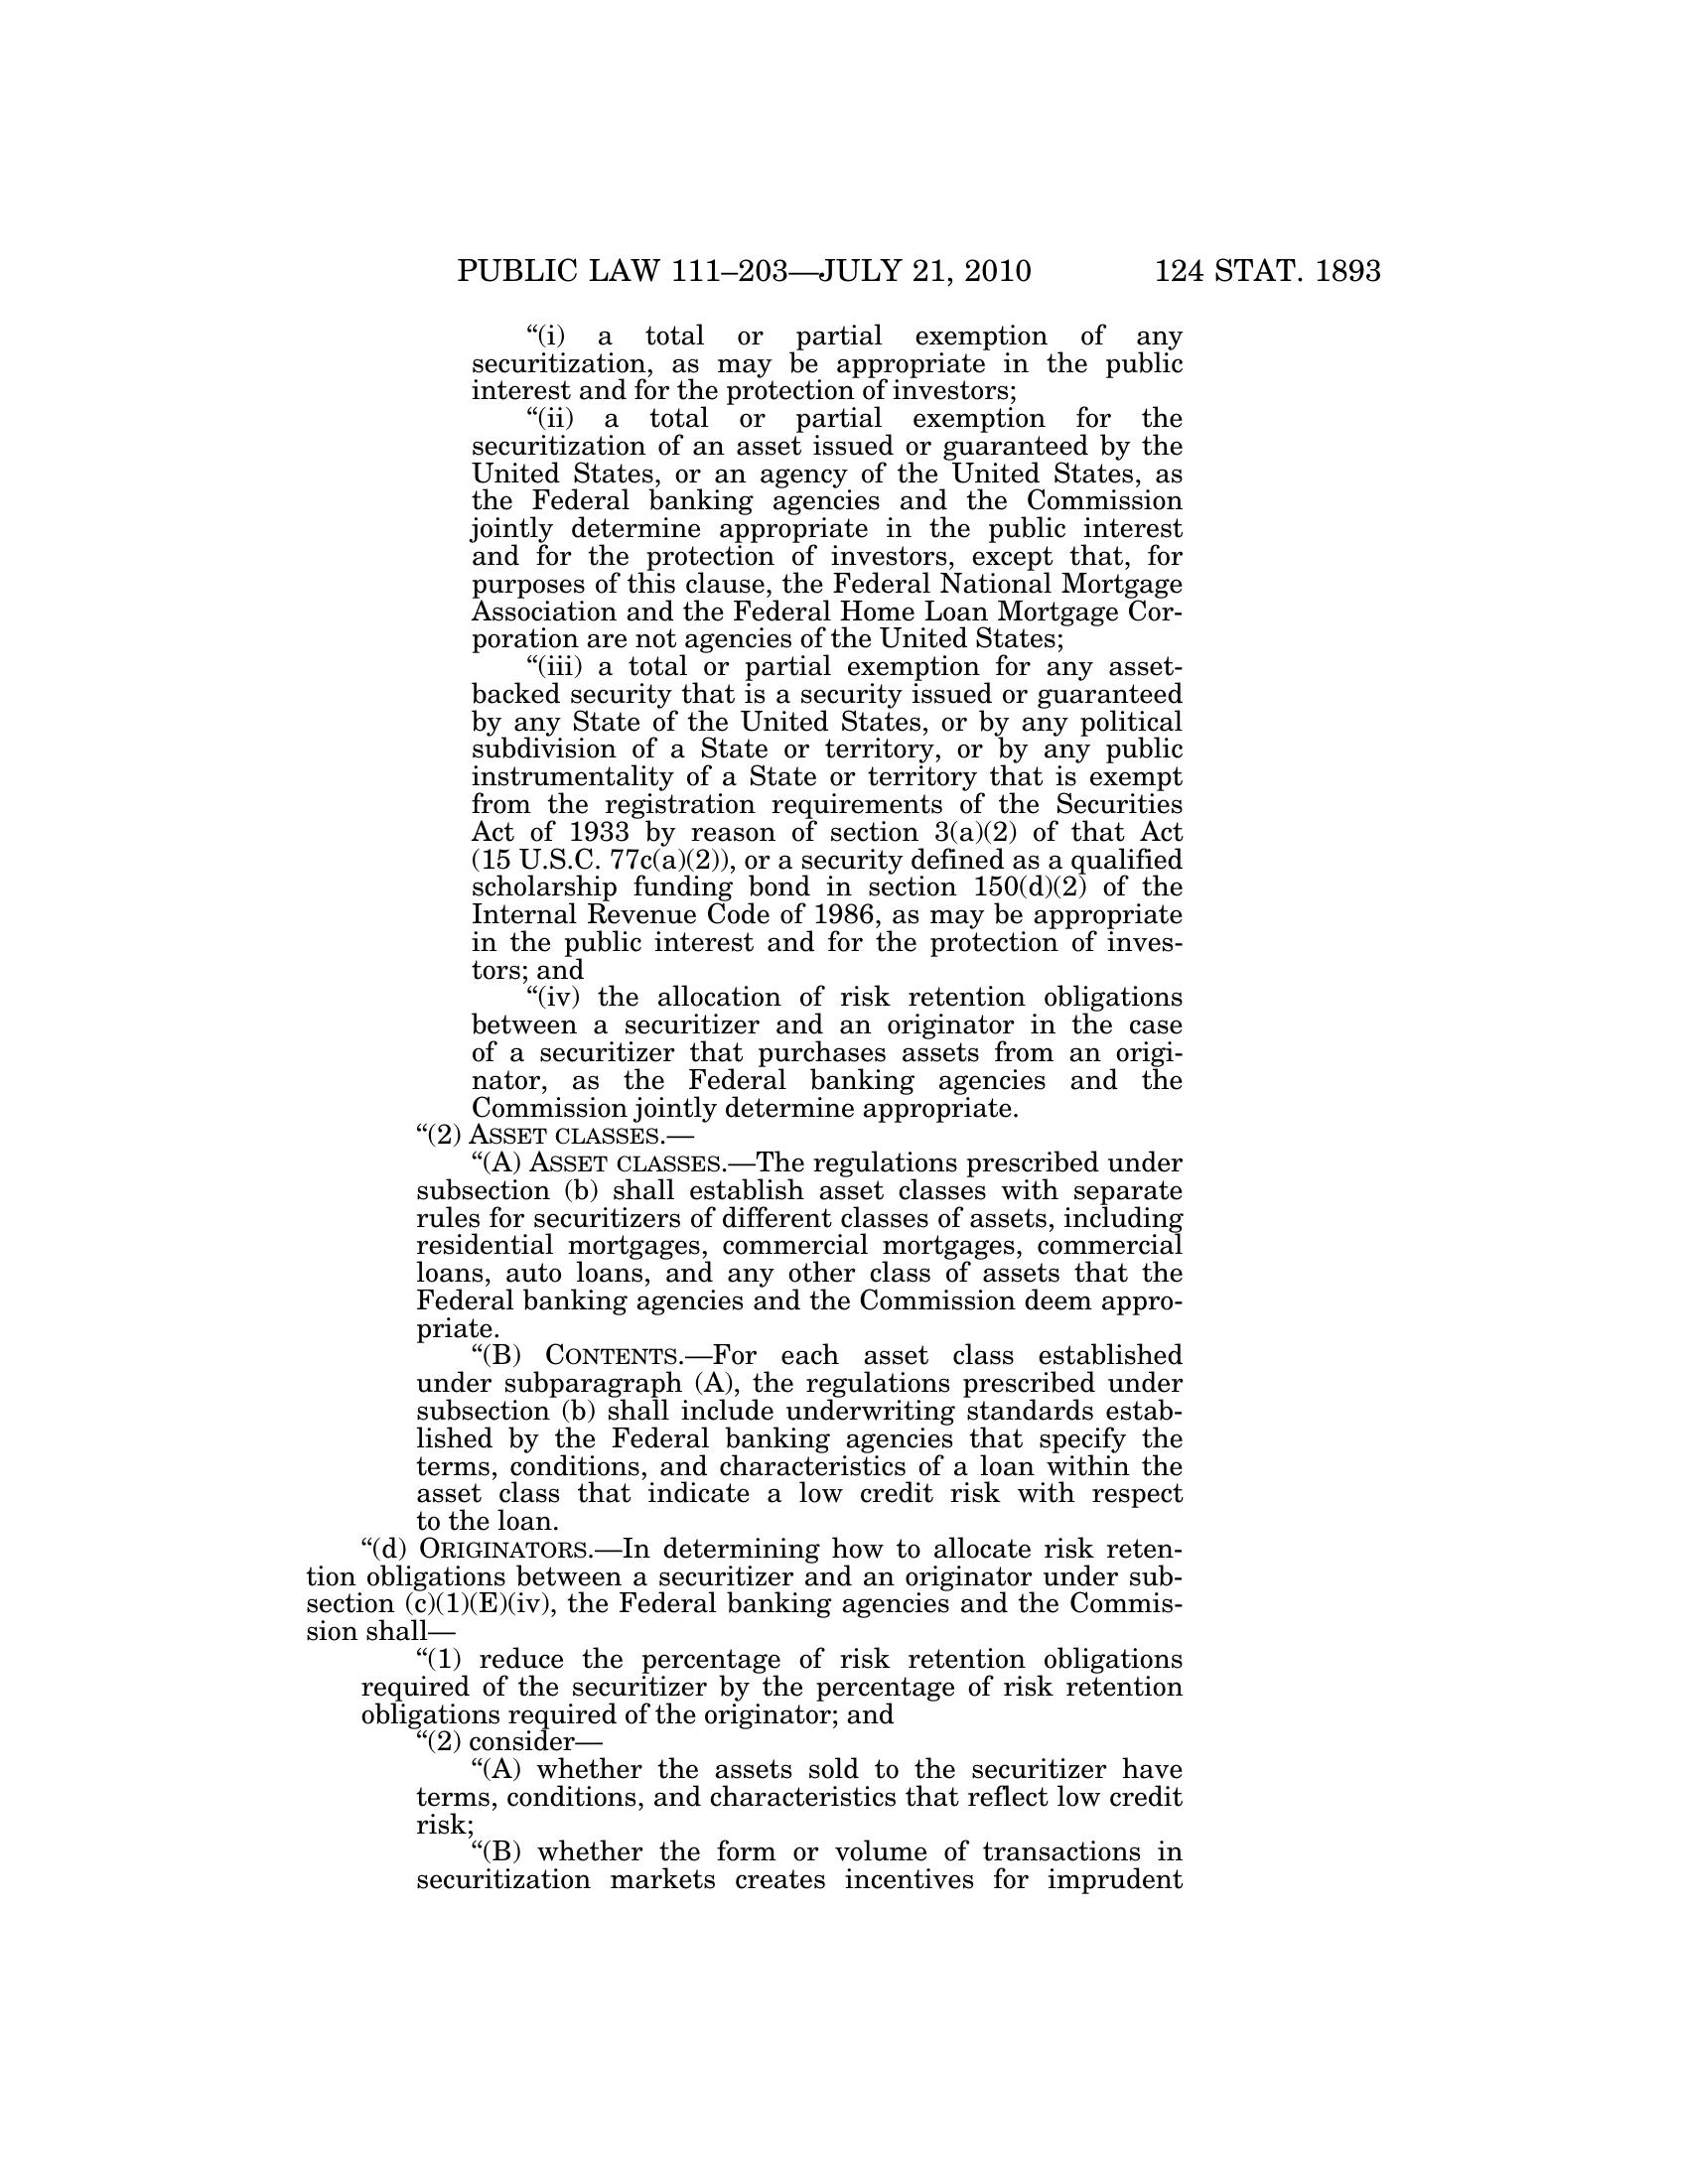 PUBLIC LAW 111–203—JULY 21, 2010 124 STAT. 1893
“(i) a total or partial exemption of any
securitization, as may be appropriate in the public
interest and for the protection of investors;
“(ii) a total or partial exemption for the
securitization of an asset issued or guaranteed by the
United States, or an agency of the United States, as
the Federal banking agencies and the Commission
jointly determine appropriate in the public interest
and for the protection of investors, except that, for
purposes of this clause, the Federal National Mortgage
Association and the Federal Home Loan Mortgage Cor-
poration are not agencies of the United States;
“(iii) a total or partial exemption for any asset-
backed security that is a security issued or guaranteed
by any State of the United States, or by any political
subdivision of a State or territory, or by any public
instrumentality of a State or territory that is exempt
from the registration requirements of the Securities
Act of 1933 by reason of section 3(a)(2) of that Act
(15 U.S.C. 77c(a)(2)), or a security defined as a qualified
scholarship funding bond in section 150(d)(2) of the
Internal Revenue Code of 1986, as may be appropriate
in the public interest and for the protection of inves-
tors; and
“(iv) the allocation of risk retention obligations
between a securitizer and an originator in the case
of a securitizer that purchases assets from an origi-
nator, as the Federal banking agencies and the
Commission jointly determine appropriate.
“(2) ASSET CLASSES.—
“(A) ASSET CLASSES.—The regulations prescribed under
subsection (b) shall establish asset classes with separate
rules for securitizers of different classes of assets, including
residential mortgages, commercial mortgages, commercial
loans, auto loans, and any other class of assets that the
Federal banking agencies and the Commission deem appro-
priate.
“(B) CONTENTS.—For each asset class established
under subparagraph (A), the regulations prescribed under
subsection (b) shall include underwriting standards estab-
lished by the Federal banking agencies that specify the
terms, conditions, and characteristics of a loan within the
asset class that indicate a low credit risk with respect
to the loan.
“(d) ORIGINATORS.—In determining how to allocate risk reten-
tion obligations between a securitizer and an originator under sub-
section (c)(1)(E)(iv), the Federal banking agencies and the Commis-
sion shall—
“(1) reduce the percentage of risk retention obligations
required of the securitizer by the percentage of risk retention
obligations required of the originator; and
“(2) consider—
“(A) whether the assets sold to the securitizer have
terms, conditions, and characteristics that reflect low credit
risk;
“(B) whether the form or volume of transactions in
securitization markets creates incentives for imprudent